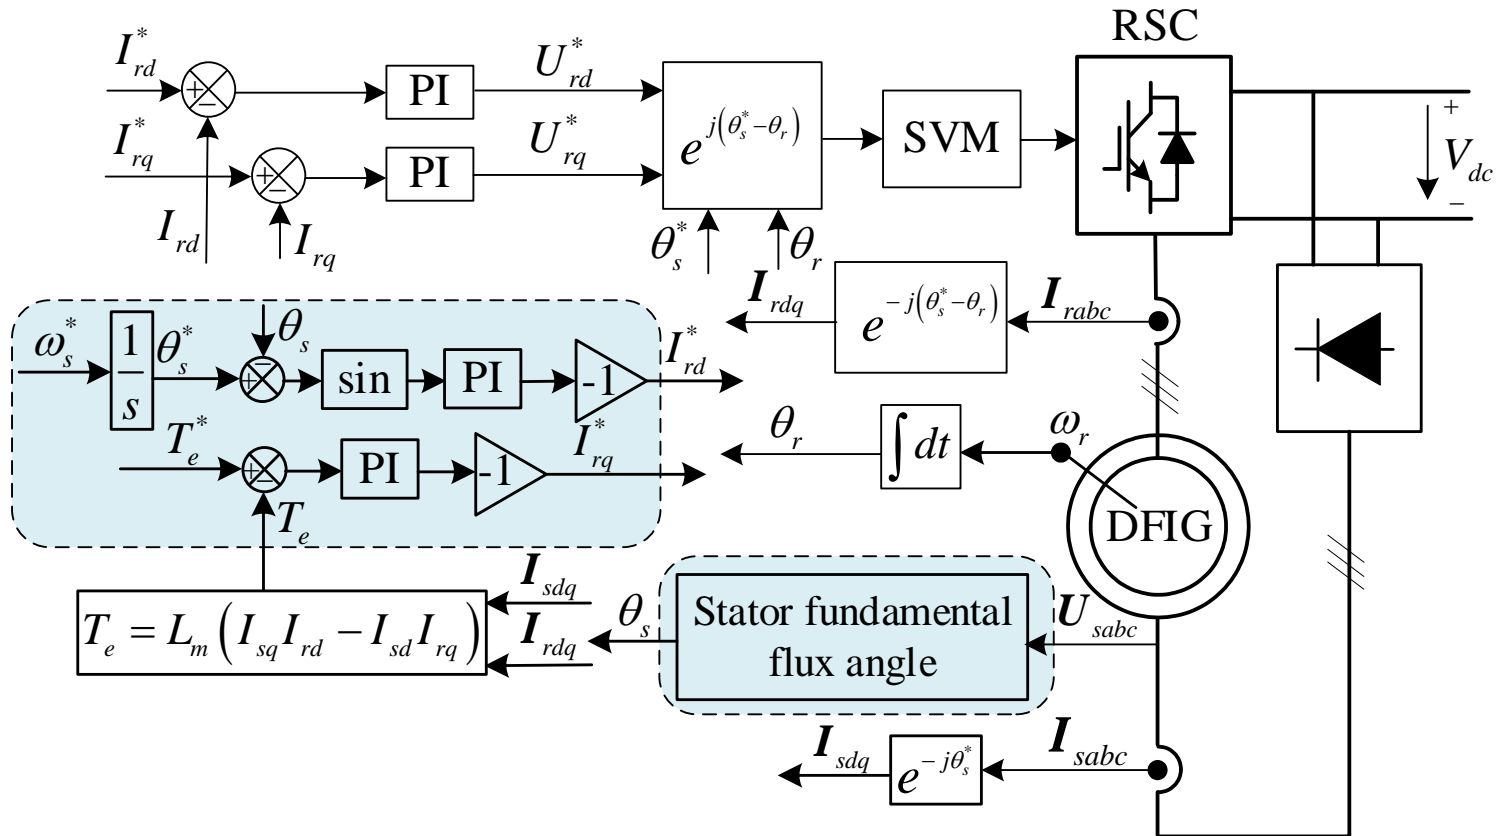 RSC
I*rd + − PI U*rd
I*rq + − PI U*rq
e^{j(θ*s−θr)} SVM
+ Vdc −
Ird Irq θ*s θr
Irdq e^{−j(θ*s−θr)} Irabc
ω*s 1/s θ*s + − θs sin PI -1 I*rd
T*e + − Te PI -1 I*rq
θr ∫dt ωr
DFIG
Te = Lm(IsqIrd − IsdIrq)
Isdq
Irdq
θs Stator fundamental
flux angle
Usabc
Isdq e^{−jθ*s} Isabc